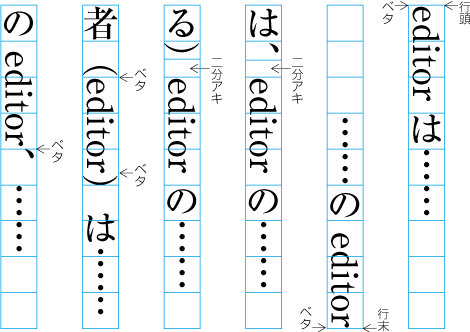 行頭
ベタ
editor は……
……の editor
行末
ベタ
は、editor の……
二分アキ
る）editor の……
二分アキ
者（editor）は……
ベタ
ベタ
の editor、……
ベタ